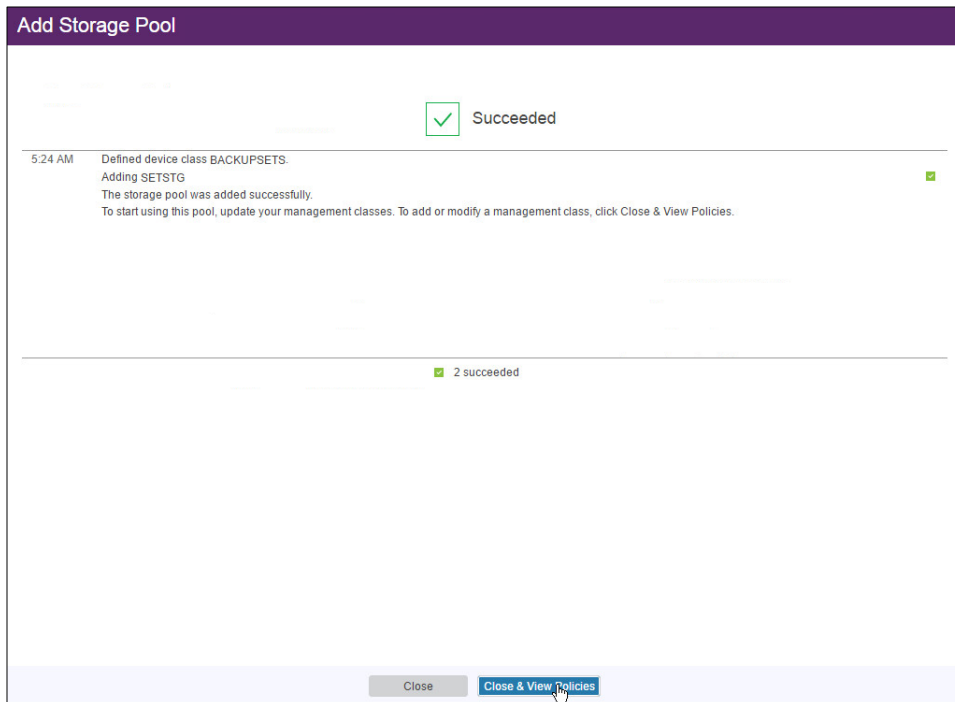 Add Storage Pool
Succeeded
5:24 AM Defined device class BACKUPSETS.
Adding SETSTG
The storage pool was added successfully.
To start using this pool, update your management classes. To add or modify a management class, click Close & View Policies.
2 succeeded
Close Close & View Policies